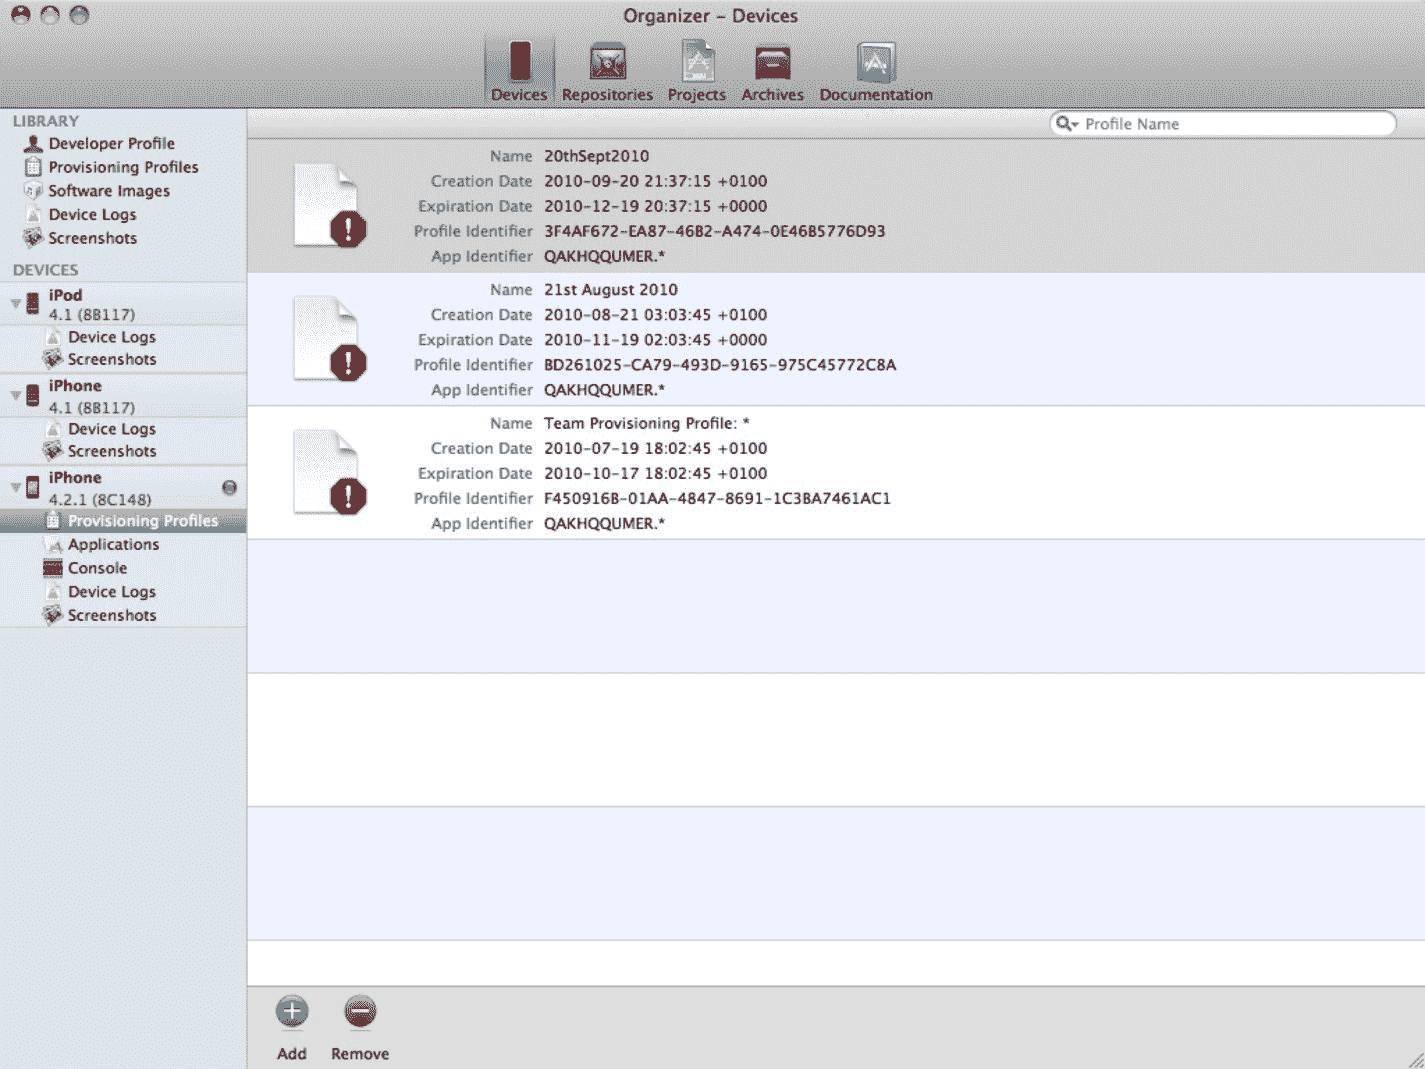 Organizer – Devices
Devices Repositories Projects Archives Documentation
Profile Name
LIBRARY
Developer Profile
Provisioning Profiles
Software Images
Device Logs
Screenshots
DEVICES
iPod
4.1 (8B117)
Device Logs
Screenshots
iPhone
4.1 (8B117)
Device Logs
Screenshots
iPhone
4.2.1 (8C148)
Provisioning Profiles
Applications
Console
Device Logs
Screenshots
Name 20thSept2010
Creation Date 2010-09-20 21:37:15 +0100
Expiration Date 2010-12-19 20:37:15 +0000
Profile Identifier 3F4AF672-EA87-46B2-A474-0E46B5776D93
App Identifier QAKHQQUMER.*
Name 21st August 2010
Creation Date 2010-08-21 03:03:45 +0100
Expiration Date 2010-11-19 02:03:45 +0000
Profile Identifier BD261025-CA79-493D-9165-975C45772C8A
App Identifier QAKHQQUMER.*
Name Team Provisioning Profile: *
Creation Date 2010-07-19 18:02:45 +0100
Expiration Date 2010-10-17 18:02:45 +0100
Profile Identifier F450916B-01AA-4847-8691-1C3BA7461AC1
App Identifier QAKHQQUMER.*
Add Remove